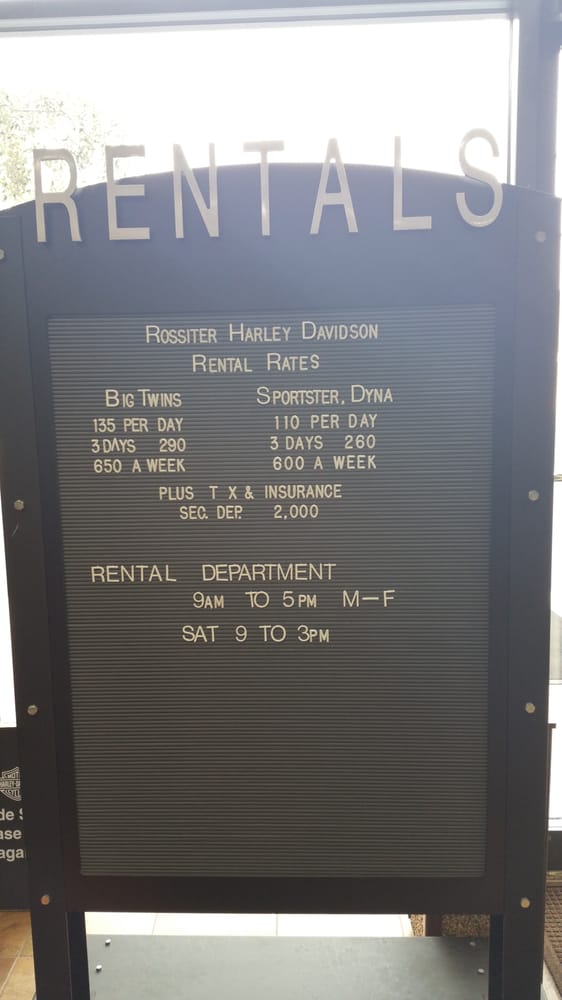 RENTALS
ROSSITER HARLEY DAVIDSON
RENTAL RATES
BIG TWINS SPORTSTER, DYNA
135 PER DAY 110 PER DAY
3 DAYS 290 3 DAYS 260
650 A WEEK 600 A WEEK
PLUS T X & INSURANCE
SEC. DEP. 2,000
RENTAL DEPARTMENT
9AM TO 5PM M-F
SAT 9 TO 3PM